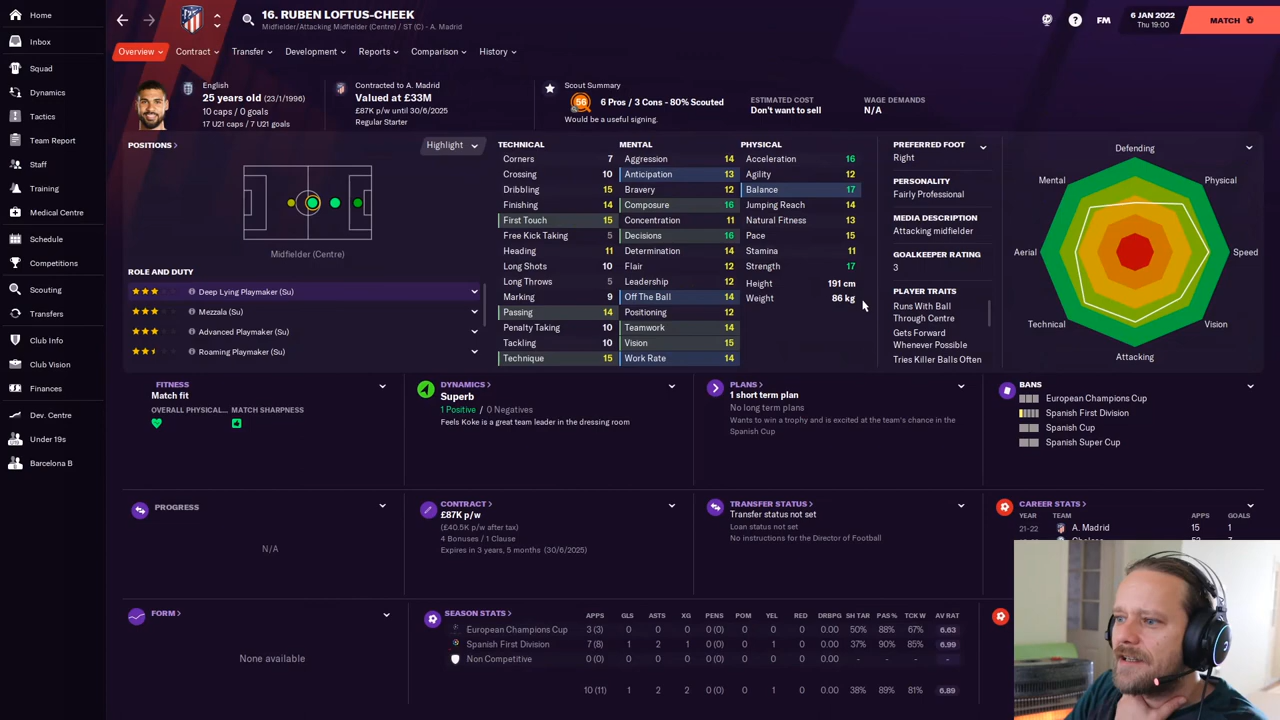 Home
Inbox
Squad
Dynamics
Tactics
Team Report
Staff
Training
Medical Centre
Schedule
Competitions
Scouting
Transfers
Club Info
Club Vision
Finances
Dev. Centre
Under 19s
Barcelona B
16. RUBEN LOFTUS-CHEEK
Midfielder/Attacking Midfielder (Centre) / ST (C) - A. Madrid
FM
6 JAN 2022
Thu 19:00
MATCH
Overview
Contract
Transfer
Development
Reports
Comparison
History
English
25 years old (23/1/1996)
10 caps / 0 goals
17 U21 caps / 7 U21 goals
Contracted to A. Madrid
Valued at £33M
£87K p/w until 30/6/2025
Regular Starter
Scout Summary
56 6 Pros / 3 Cons - 80% Scouted
Would be a useful signing.
ESTIMATED COST
Don't want to sell
WAGE DEMANDS
N/A
POSITIONS
Highlight
Midfielder (Centre)
ROLE AND DUTY
Deep Lying Playmaker (Su)
Mezzala (Su)
Advanced Playmaker (Su)
Roaming Playmaker (Su)
TECHNICAL
Corners 7
Crossing 10
Dribbling 15
Finishing 14
First Touch 15
Free Kick Taking 5
Heading 11
Long Shots 10
Long Throws 5
Marking 9
Passing 14
Penalty Taking 10
Tackling 10
Technique 15
MENTAL
Aggression 14
Anticipation 13
Bravery 12
Composure 16
Concentration 11
Decisions 16
Determination 14
Flair 12
Leadership 12
Off The Ball 14
Positioning 12
Teamwork 14
Vision 15
Work Rate 14
PHYSICAL
Acceleration 16
Agility 12
Balance 17
Jumping Reach 14
Natural Fitness 13
Pace 15
Stamina 11
Strength 17
Height 191 cm
Weight 86 kg
PREFERRED FOOT
Right
PERSONALITY
Fairly Professional
MEDIA DESCRIPTION
Attacking midfielder
GOALKEEPER RATING
3
PLAYER TRAITS
Runs With Ball
Through Centre
Gets Forward
Whenever Possible
Tries Killer Balls Often
Defending
Physical
Speed
Vision
Attacking
Technical
Aerial
Mental
FITNESS
Match fit
OVERALL PHYSICAL... MATCH SHARPNESS
DYNAMICS
Superb
1 Positive / 0 Negatives
Feels Koke is a great team leader in the dressing room
PLANS
1 short term plan
No long term plans
Wants to win a trophy and is excited at the team's chance in the
Spanish Cup
BANS
European Champions Cup
Spanish First Division
Spanish Cup
Spanish Super Cup
PROGRESS
N/A
CONTRACT
£87K p/w
(£40.5K p/w after tax)
4 Bonuses / 1 Clause
Expires in 3 years, 5 months (30/6/2025)
TRANSFER STATUS
Transfer status not set
Loan status not set
No instructions for the Director of Football
CAREER STATS
YEAR TEAM APPS GOALS
21-22 A. Madrid 15 1
FORM
None available
SEASON STATS APPS GLS ASTS XG PENS POM YEL RED DRBPG SH TAR PAS% TCK W AV RAT
European Champions Cup 3 (3) 0 0 0 0 (0) 0 0 0 0.00 50% 88% 67% 6.63
Spanish First Division 7 (8) 1 2 1 0 (0) 0 1 0 0.00 37% 90% 85% 6.99
Non Competitive 0 (0) 0 0 0 0 (0) 0 0 0 0.00 0% 0% 0% -
10 (11) 1 2 2 0 (0) 0 1 0 0.00 38% 89% 81% 6.89